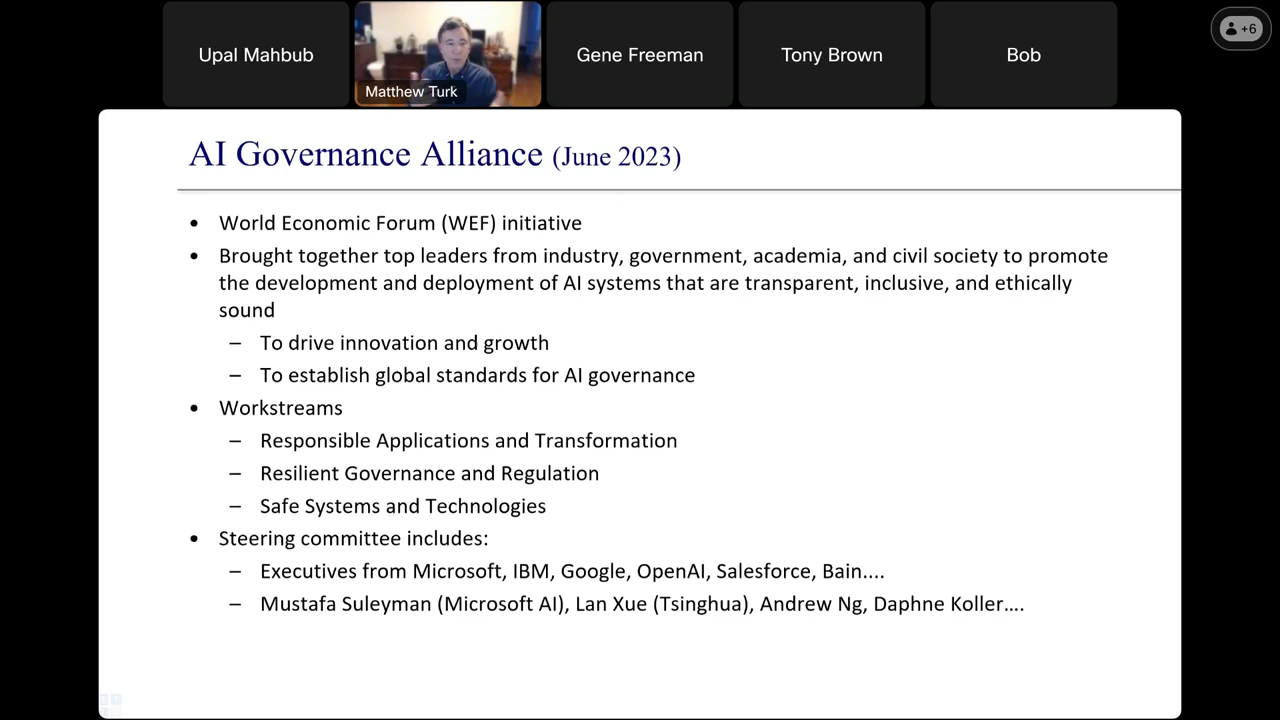 Upal Mahbub
Matthew Turk
Gene Freeman
Tony Brown
Bob
+6
AI Governance Alliance (June 2023)
• World Economic Forum (WEF) initiative
• Brought together top leaders from industry, government, academia, and civil society to promote
the development and deployment of AI systems that are transparent, inclusive, and ethically
sound
– To drive innovation and growth
– To establish global standards for AI governance
• Workstreams
– Responsible Applications and Transformation
– Resilient Governance and Regulation
– Safe Systems and Technologies
• Steering committee includes:
– Executives from Microsoft, IBM, Google, OpenAI, Salesforce, Bain....
– Mustafa Suleyman (Microsoft AI), Lan Xue (Tsinghua), Andrew Ng, Daphne Koller….